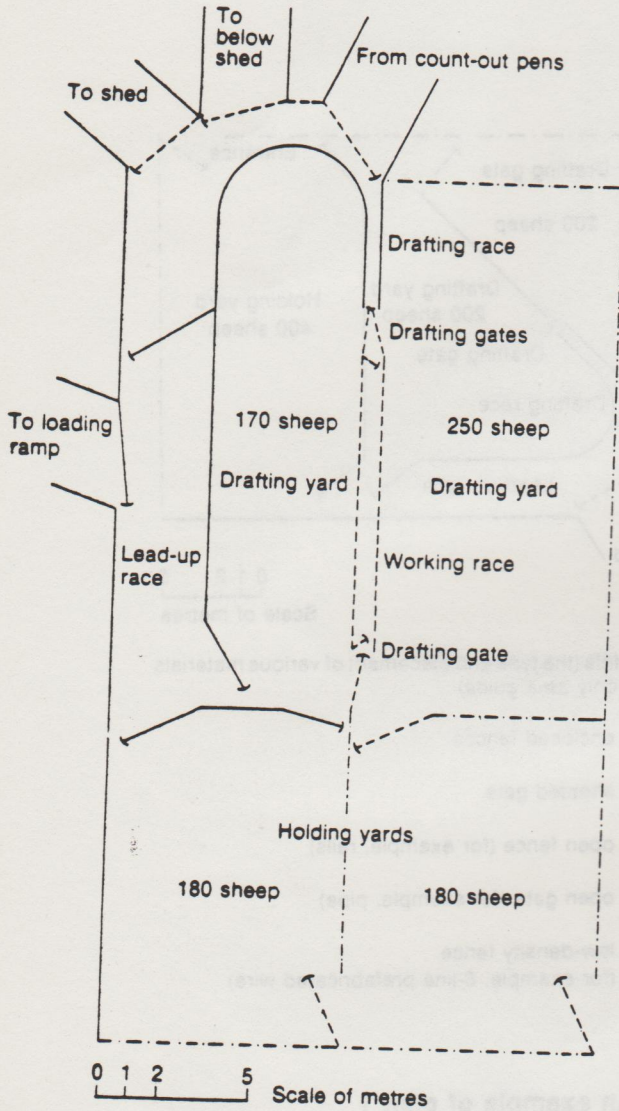 To
below
shed
To shed
From count-out pens
Drafting race
Drafting gates
170 sheep
250 sheep
To loading
ramp
Drafting yard
Drafting yard
Lead-up
race
Working race
Drafting gate
Holding yards
180 sheep
180 sheep
0 1 2 5
Scale of metres